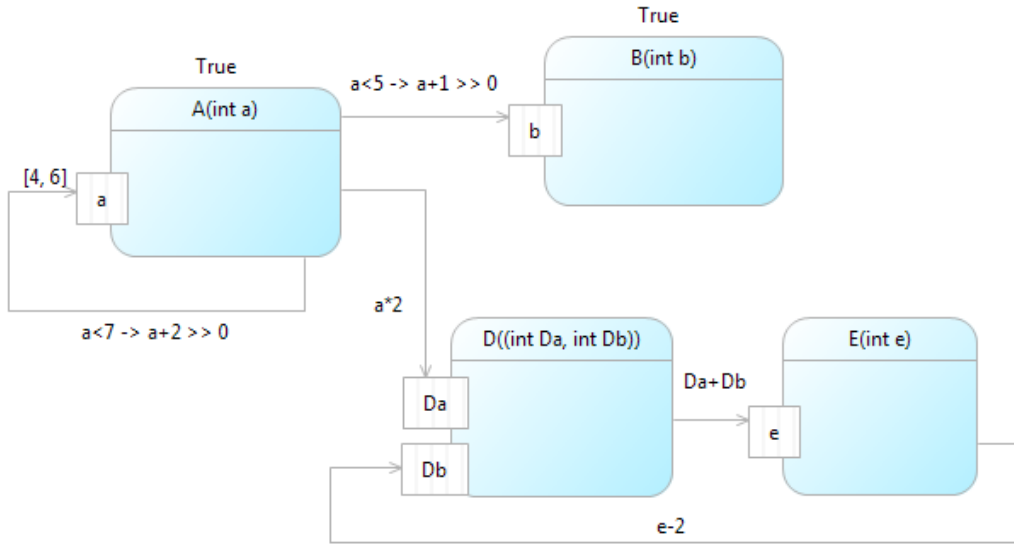 True
B(int b)
True
A(int a)
a<5 -> a+1 >> 0
b
[4, 6]
a
a*2
a<7 -> a+2 >> 0
D((int Da, int Db))
E(int e)
Da+Db
Da
e
Db
e-2